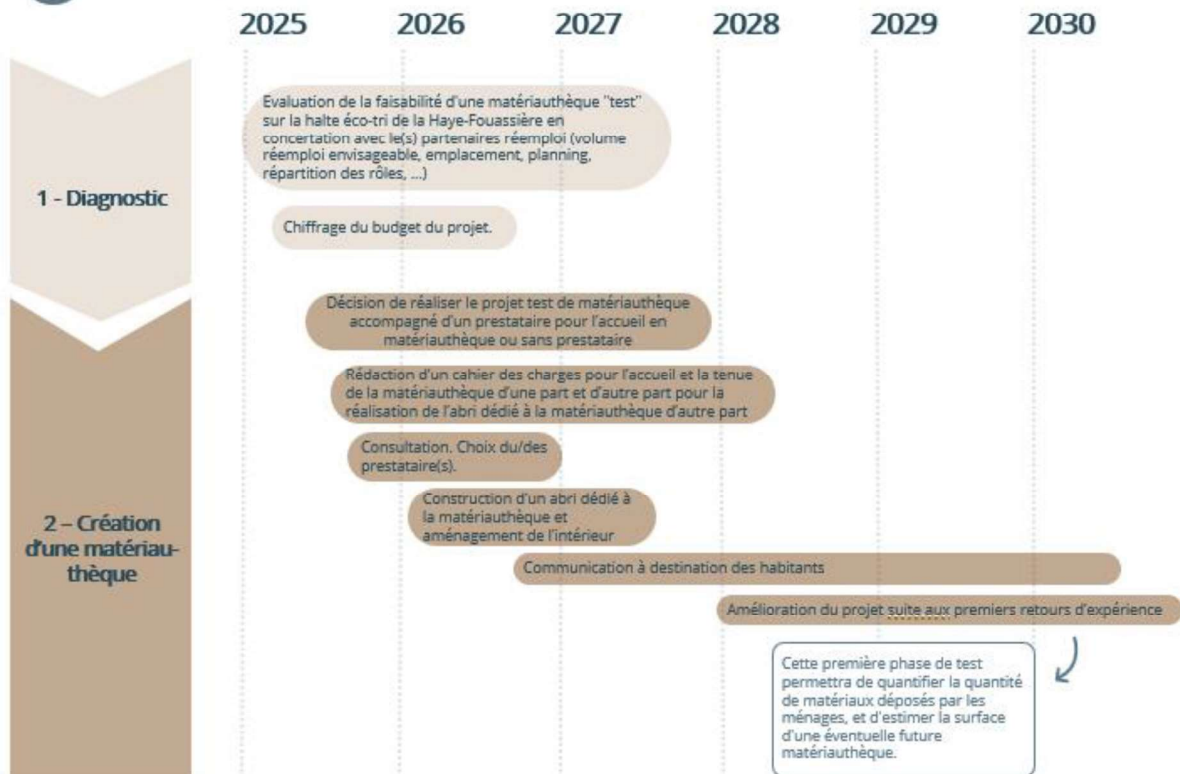 2025 2026 2027 2028 2029 2030
1 - Diagnostic
Evaluation de la faisabilité d'une matériauthèque "test"
sur la halte éco-tri de la Haye-Fouassière en
concertation avec le(s) partenaires réemploi (volume
réemploi envisageable, emplacement, planning,
répartition des rôles, ...)
Chiffrage du budget du projet.
2 – Création
d'une matériau-
thèque
Décision de réaliser le projet test de matériauthèque
accompagné d'un prestataire pour l'accueil en
matériauthèque ou sans prestataire
Rédaction d'un cahier des charges pour l'accueil et la tenue
de la matériauthèque d'une part et d'autre part pour la
réalisation de l'abri dédié à la matériauthèque d'autre part
Consultation. Choix du/des
prestataire(s).
Construction d'un abri dédié à
la matériauthèque et
aménagement de l'intérieur
Communication à destination des habitants
Amélioration du projet suite aux premiers retours d'expérience
Cette première phase de test
permettra de quantifier la quantité
de matériaux déposés par les
ménages, et d'estimer la surface
d'une éventuelle future
matériauthèque.